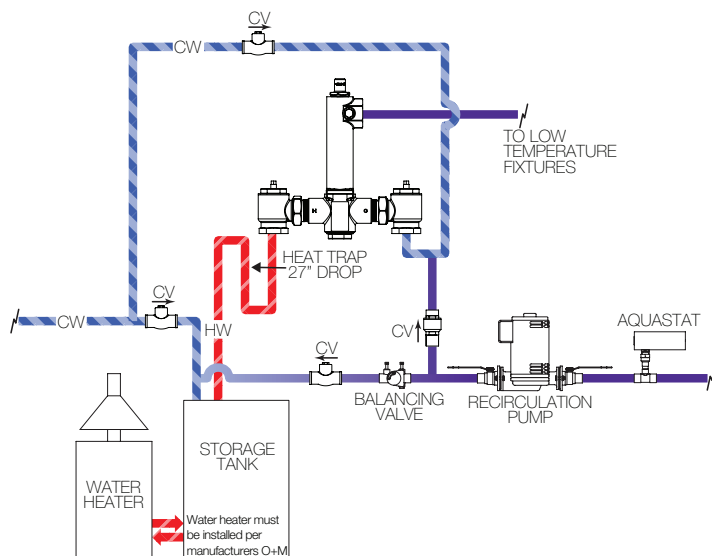 CV
CW
TO LOW
TEMPERATURE
FIXTURES
H
C
HEAT TRAP
27" DROP
CV
CW
HW
CV
CV
AQUASTAT
BALANCING
VALVE
RECIRCULATION
PUMP
STORAGE
TANK
WATER
HEATER
Water heater must
be installed per
manufacturers O+M